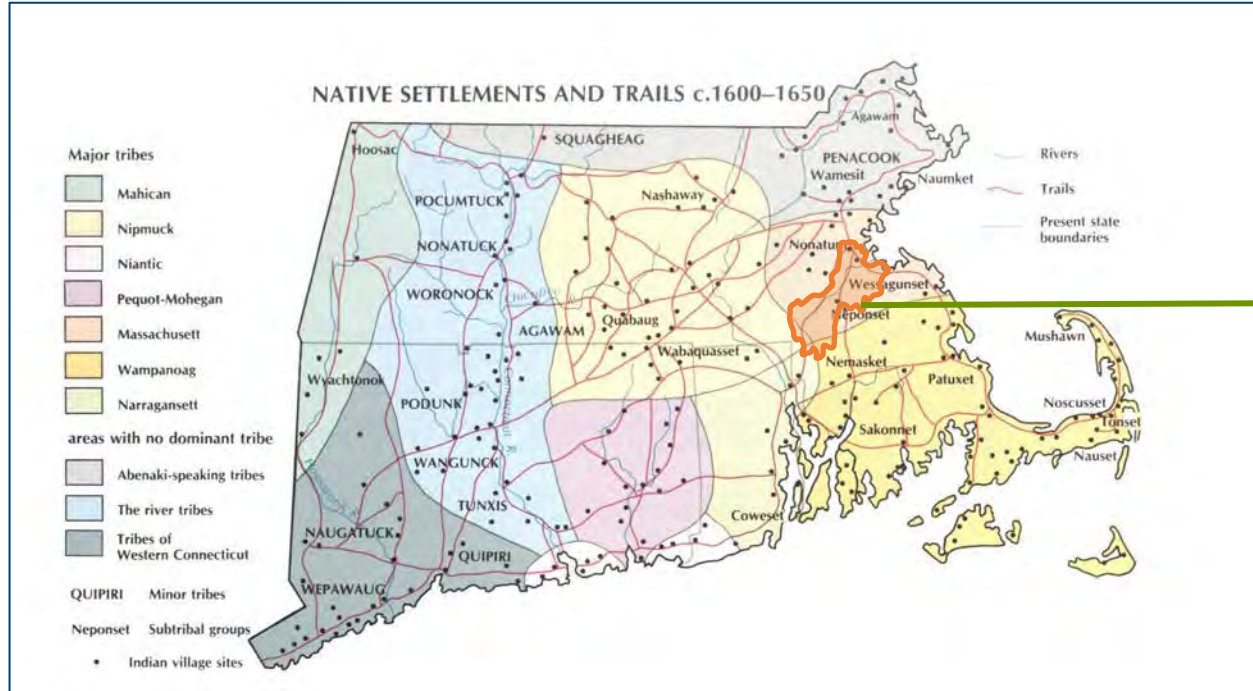 NATIVE SETTLEMENTS AND TRAILS c.1600–1650
Major tribes
Mahican
Nipmuck
Niantic
Pequot-Mohegan
Massachusett
Wampanoag
Narragansett
areas with no dominant tribe
Abenaki-speaking tribes
The river tribes
Tribes of
Western Connecticut
QUIPIRI Minor tribes
Neponset Subtribal groups
• Indian village sites
Rivers
Trails
Present state
boundaries
Agawam
Hoosac
SQUAGHEAG
PENACOOK
Wamesit
Naumket
POCUMTUCK
Nashaway
NONATUCK
WORONOCK
Wessagunset
AGAWAM
Quabaug
Neponset
Mushawn
Wabaquasset
Nemasket
Wyachtonok
Patuxet
PODUNK
Noscusset
Tonset
Sakonnet
Nauset
WANGUNCK
TUNXIS
Coweset
NAUGATUCK
QUIPIRI
WEPAWAUG
Connecticut R.